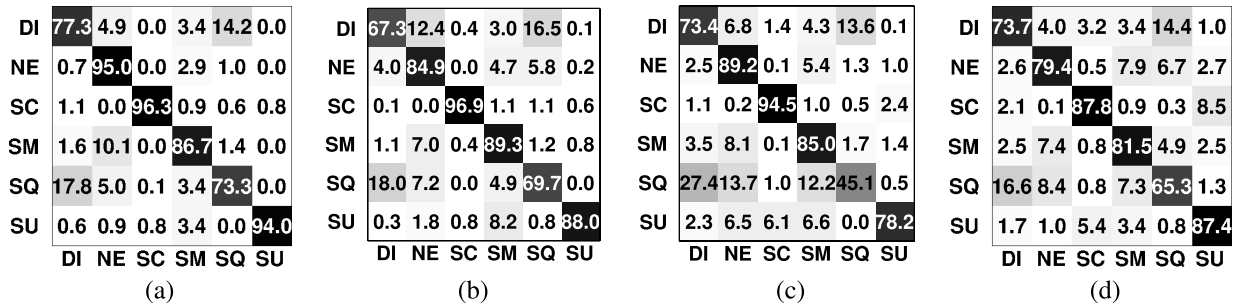 DI 77.3 4.9 0.0 3.4 14.2 0.0
NE 0.7 95.0 0.0 2.9 1.0 0.0
SC 1.1 0.0 96.3 0.9 0.6 0.8
SM 1.6 10.1 0.0 86.7 1.4 0.0
SQ 17.8 5.0 0.1 3.4 73.3 0.0
SU 0.6 0.9 0.8 3.4 0.0 94.0
DI NE SC SM SQ SU
(a)
DI 67.3 12.4 0.4 3.0 16.5 0.1
NE 4.0 84.9 0.0 4.7 5.8 0.2
SC 0.1 0.0 96.9 1.1 1.1 0.6
SM 1.1 7.0 0.4 89.3 1.2 0.8
SQ 18.0 7.2 0.0 4.9 69.7 0.0
SU 0.3 1.8 0.8 8.2 0.8 88.0
DI NE SC SM SQ SU
(b)
DI 73.4 6.8 1.4 4.3 13.6 0.1
NE 2.5 89.2 0.1 5.4 1.3 1.0
SC 1.1 0.2 94.5 1.0 0.5 2.4
SM 3.5 8.1 0.1 85.0 1.7 1.4
SQ 27.4 13.7 1.0 12.2 45.1 0.5
SU 2.3 6.5 6.1 6.6 0.0 78.2
DI NE SC SM SQ SU
(c)
DI 73.7 4.0 3.2 3.4 14.4 1.0
NE 2.6 79.4 0.5 7.9 6.7 2.7
SC 2.1 0.1 87.8 0.9 0.3 8.5
SM 2.5 7.4 0.8 81.5 4.9 2.5
SQ 16.6 8.4 0.8 7.3 65.3 1.3
SU 1.7 1.0 5.4 3.4 0.8 87.4
DI NE SC SM SQ SU
(d)